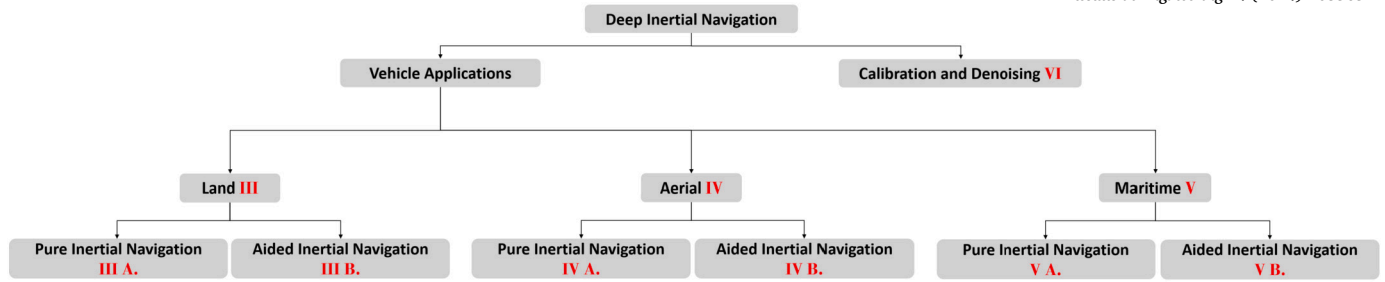 Deep Inertial Navigation
Vehicle Applications
Calibration and Denoising VI
Land III
Aerial IV
Maritime V
Pure Inertial Navigation
III A.
Aided Inertial Navigation
III B.
Pure Inertial Navigation
IV A.
Aided Inertial Navigation
IV B.
Pure Inertial Navigation
V A.
Aided Inertial Navigation
V B.